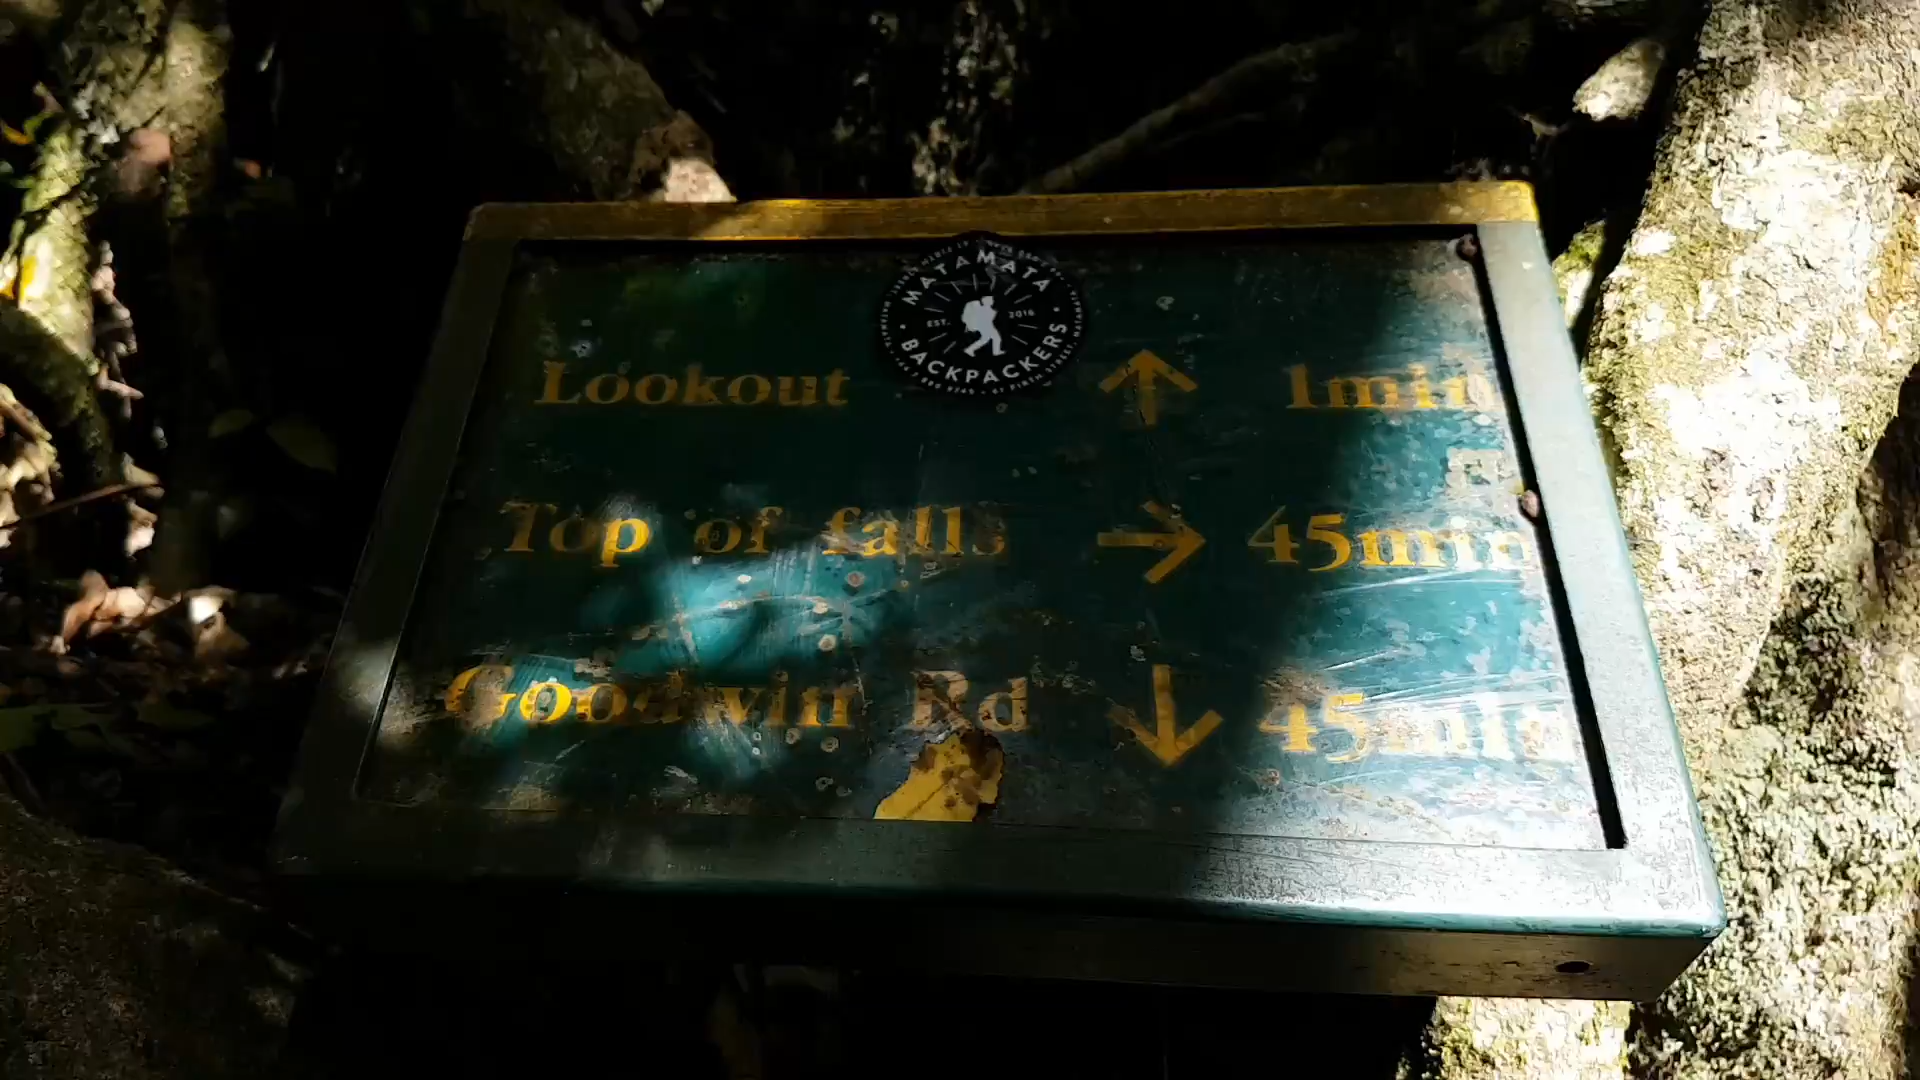 MATAMATA
EST. 2016
BACKPACKERS
Lookout ↑ 1min
Top of falls → 45min
Goodwin Rd ↓ 45min